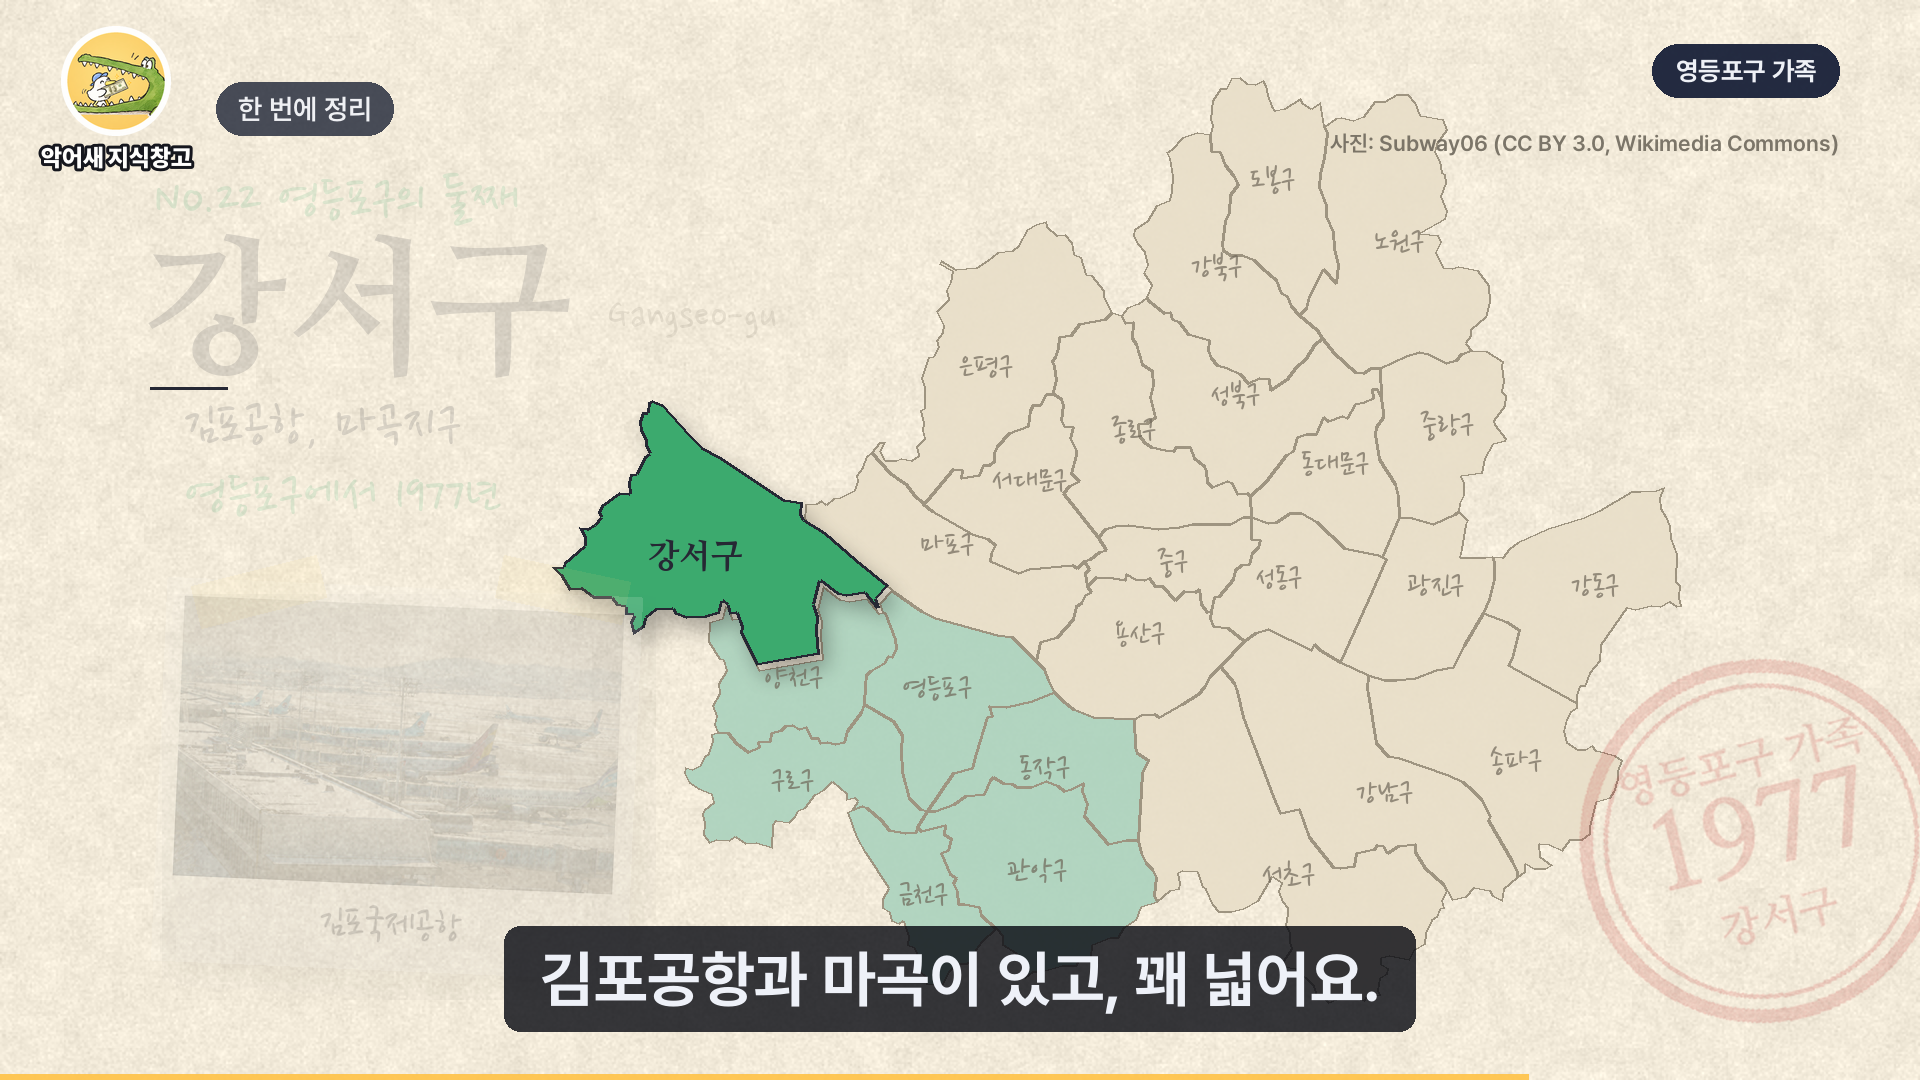 악어새 지식창고
한 번에 정리
영등포구 가족
사진: Subway06 (CC BY 3.0, Wikimedia Commons)
NO.22 영등포구의 둘째
강서구
Gangseo-gu
김포공항, 마곡지구
영등포구에서 1977년
김포국제공항
도봉구
노원구
강북구
은평구
성북구
종로구
중랑구
동대문구
서대문구
마포구
중구
성동구
광진구
강동구
강서구
용산구
양천구
영등포구
동작구
구로구
송파구
강남구
관악구
서초구
금천구
영등포구 가족
1977
강서구
김포공항과 마곡이 있고, 꽤 넓어요.